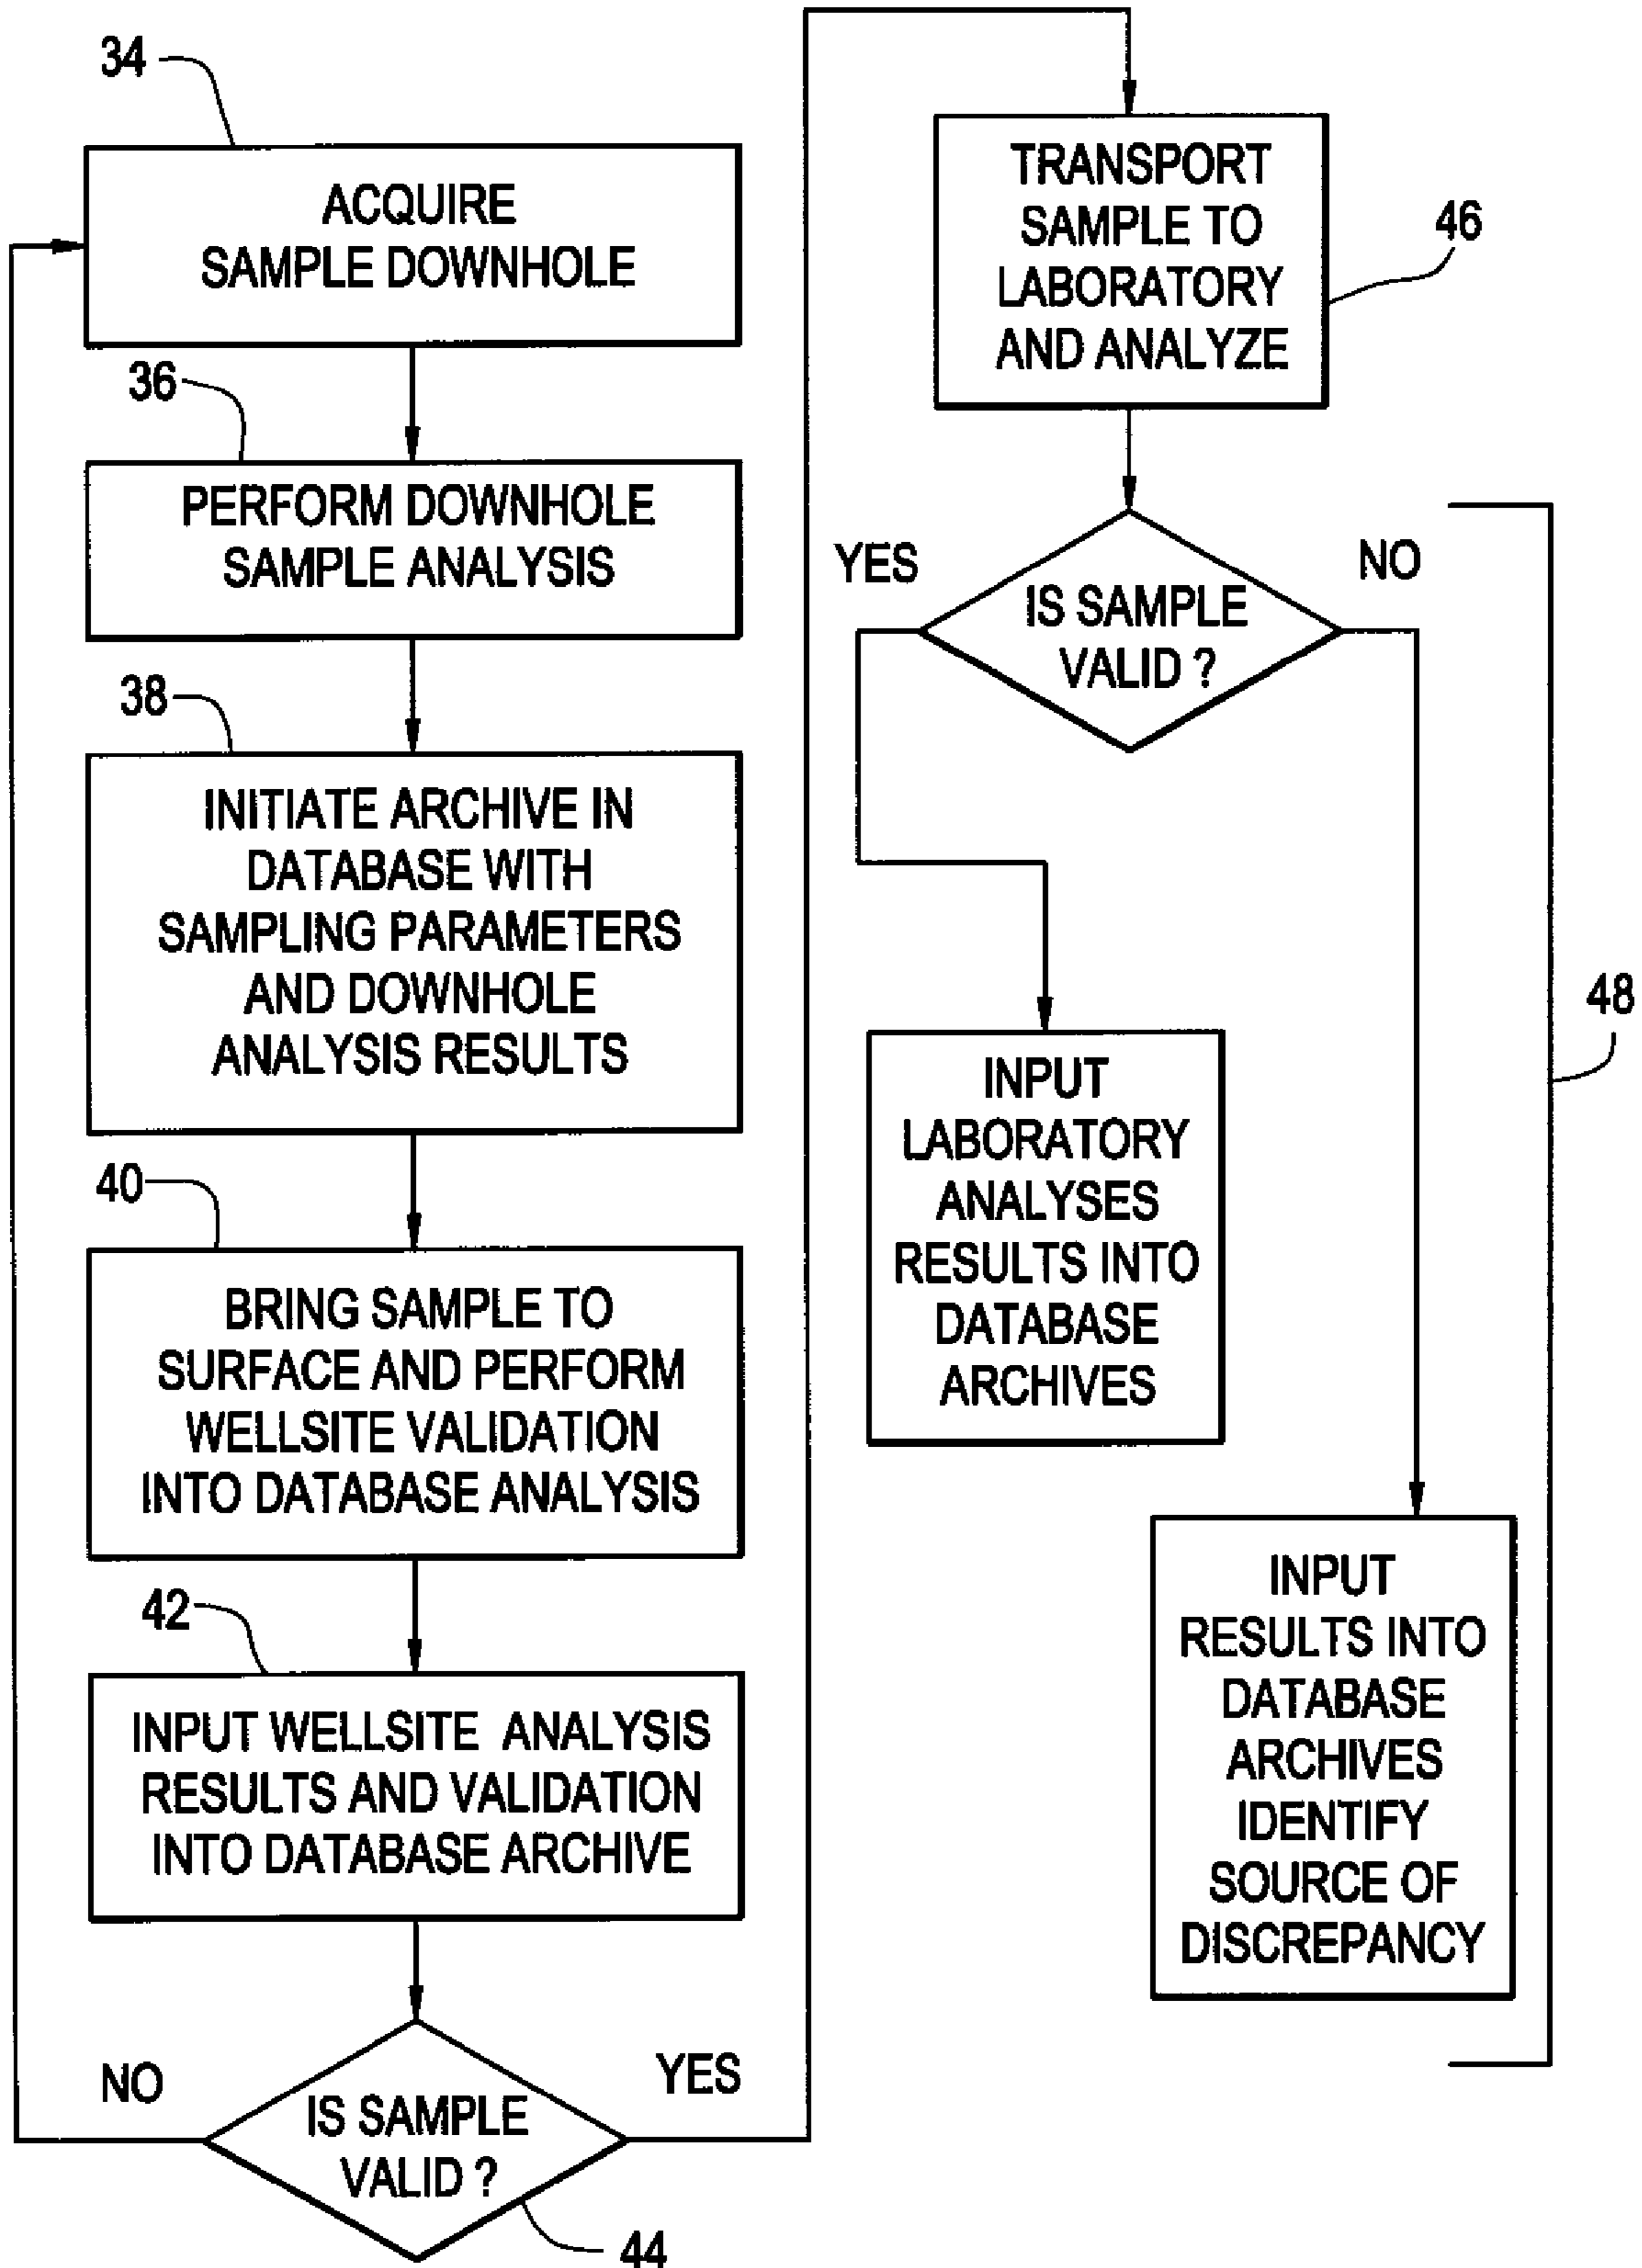 34
ACQUIRE
SAMPLE DOWNHOLE
36
PERFORM DOWNHOLE
SAMPLE ANALYSIS
38
INITIATE ARCHIVE IN
DATABASE WITH
SAMPLING PARAMETERS
AND DOWNHOLE
ANALYSIS RESULTS
40
BRING SAMPLE TO
SURFACE AND PERFORM
WELLSITE VALIDATION
INTO DATABASE ANALYSIS
42
INPUT WELLSITE ANALYSIS
RESULTS AND VALIDATION
INTO DATABASE ARCHIVE
NO
YES
IS SAMPLE
VALID ?
44
TRANSPORT
SAMPLE TO
LABORATORY
AND ANALYZE
46
YES
NO
IS SAMPLE
VALID ?
INPUT
LABORATORY
ANALYSES
RESULTS INTO
DATABASE
ARCHIVES
48
INPUT
RESULTS INTO
DATABASE
ARCHIVES
IDENTIFY
SOURCE OF
DISCREPANCY